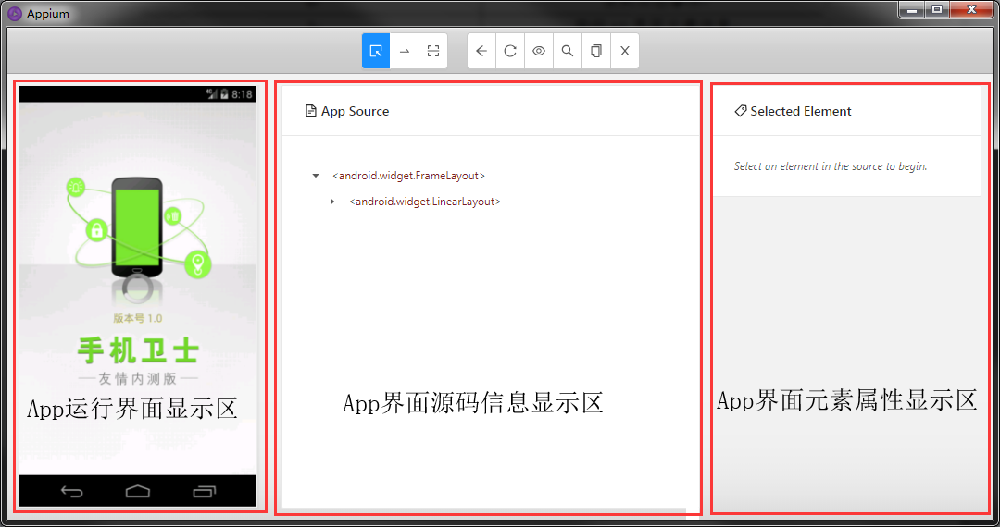 Appium
4G 8:18
版本号 1.0
手机卫士
友情内测版
App运行界面显示区
App Source
<android.widget.FrameLayout>
<android.widget.LinearLayout>
App界面源码信息显示区
Selected Element
Select an element in the source to begin.
App界面元素属性显示区